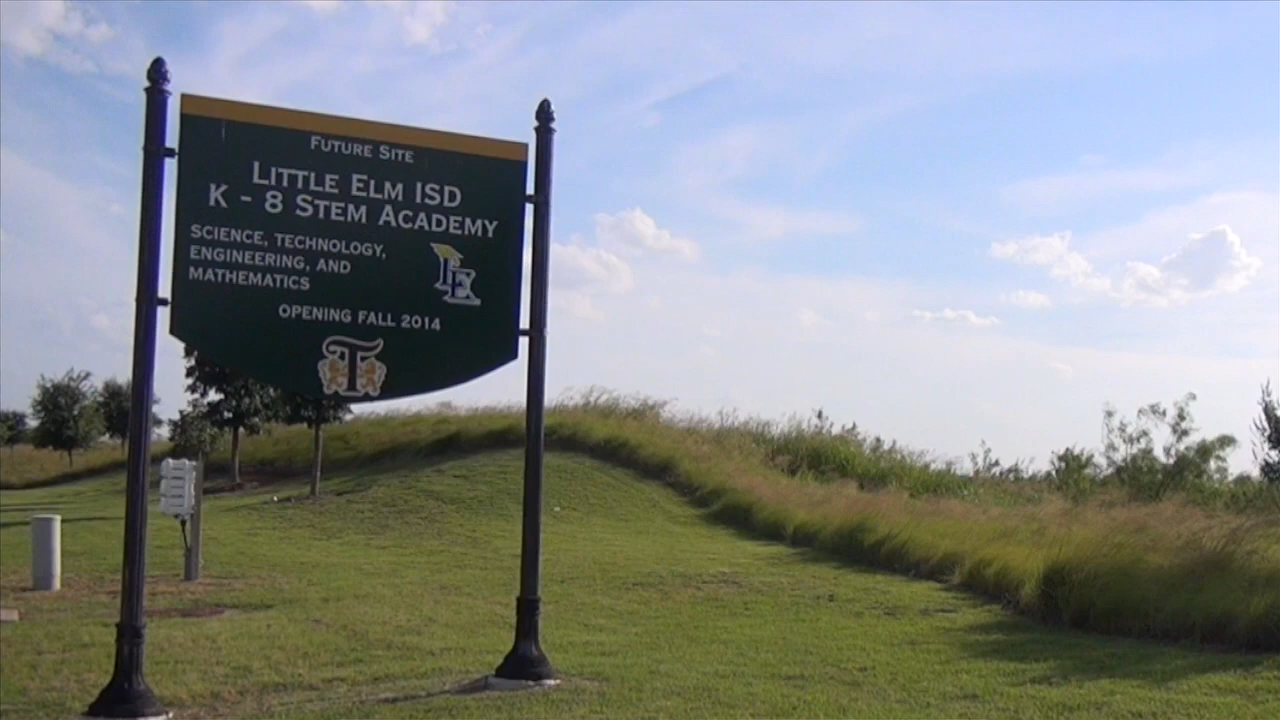 FUTURE SITE
LITTLE ELM ISD
K - 8 STEM ACADEMY
SCIENCE, TECHNOLOGY,
ENGINEERING, AND
MATHEMATICS
LE
OPENING FALL 2014
T